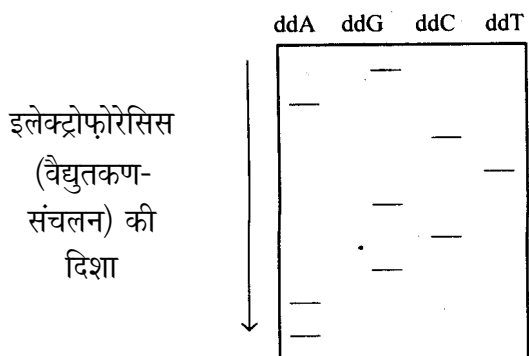 ddA ddG ddC ddT
इलेक्ट्रोफ़ोरेसिस
(वैद्युतकण-
संचलन) की
दिशा